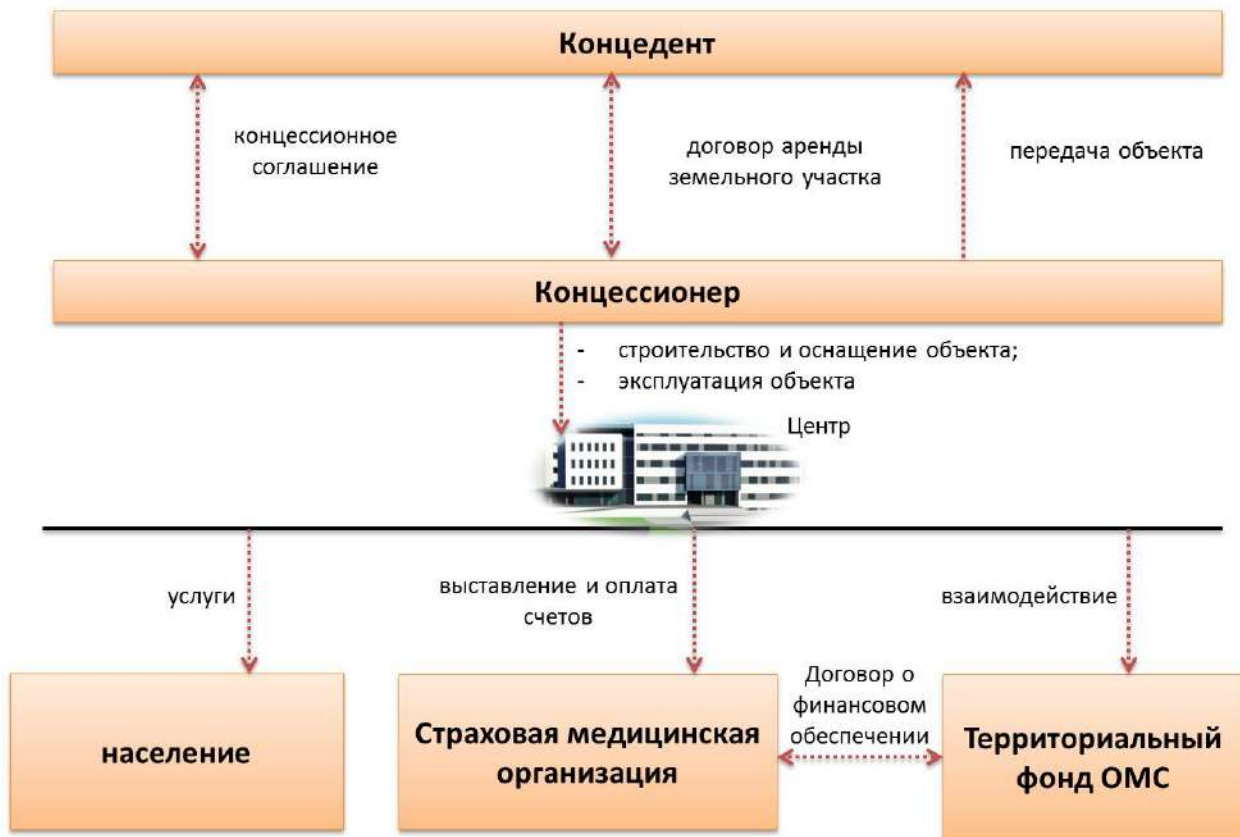 Концедент
концессионное
соглашение
договор аренды
земельного участка
передача объекта
Концессионер
- строительство и оснащение объекта;
- эксплуатация объекта
Центр
услуги
выставление и оплата
счетов
взаимодействие
население
Страховая медицинская
организация
Договор о
финансовом
обеспечении
Территориальный
фонд ОМС